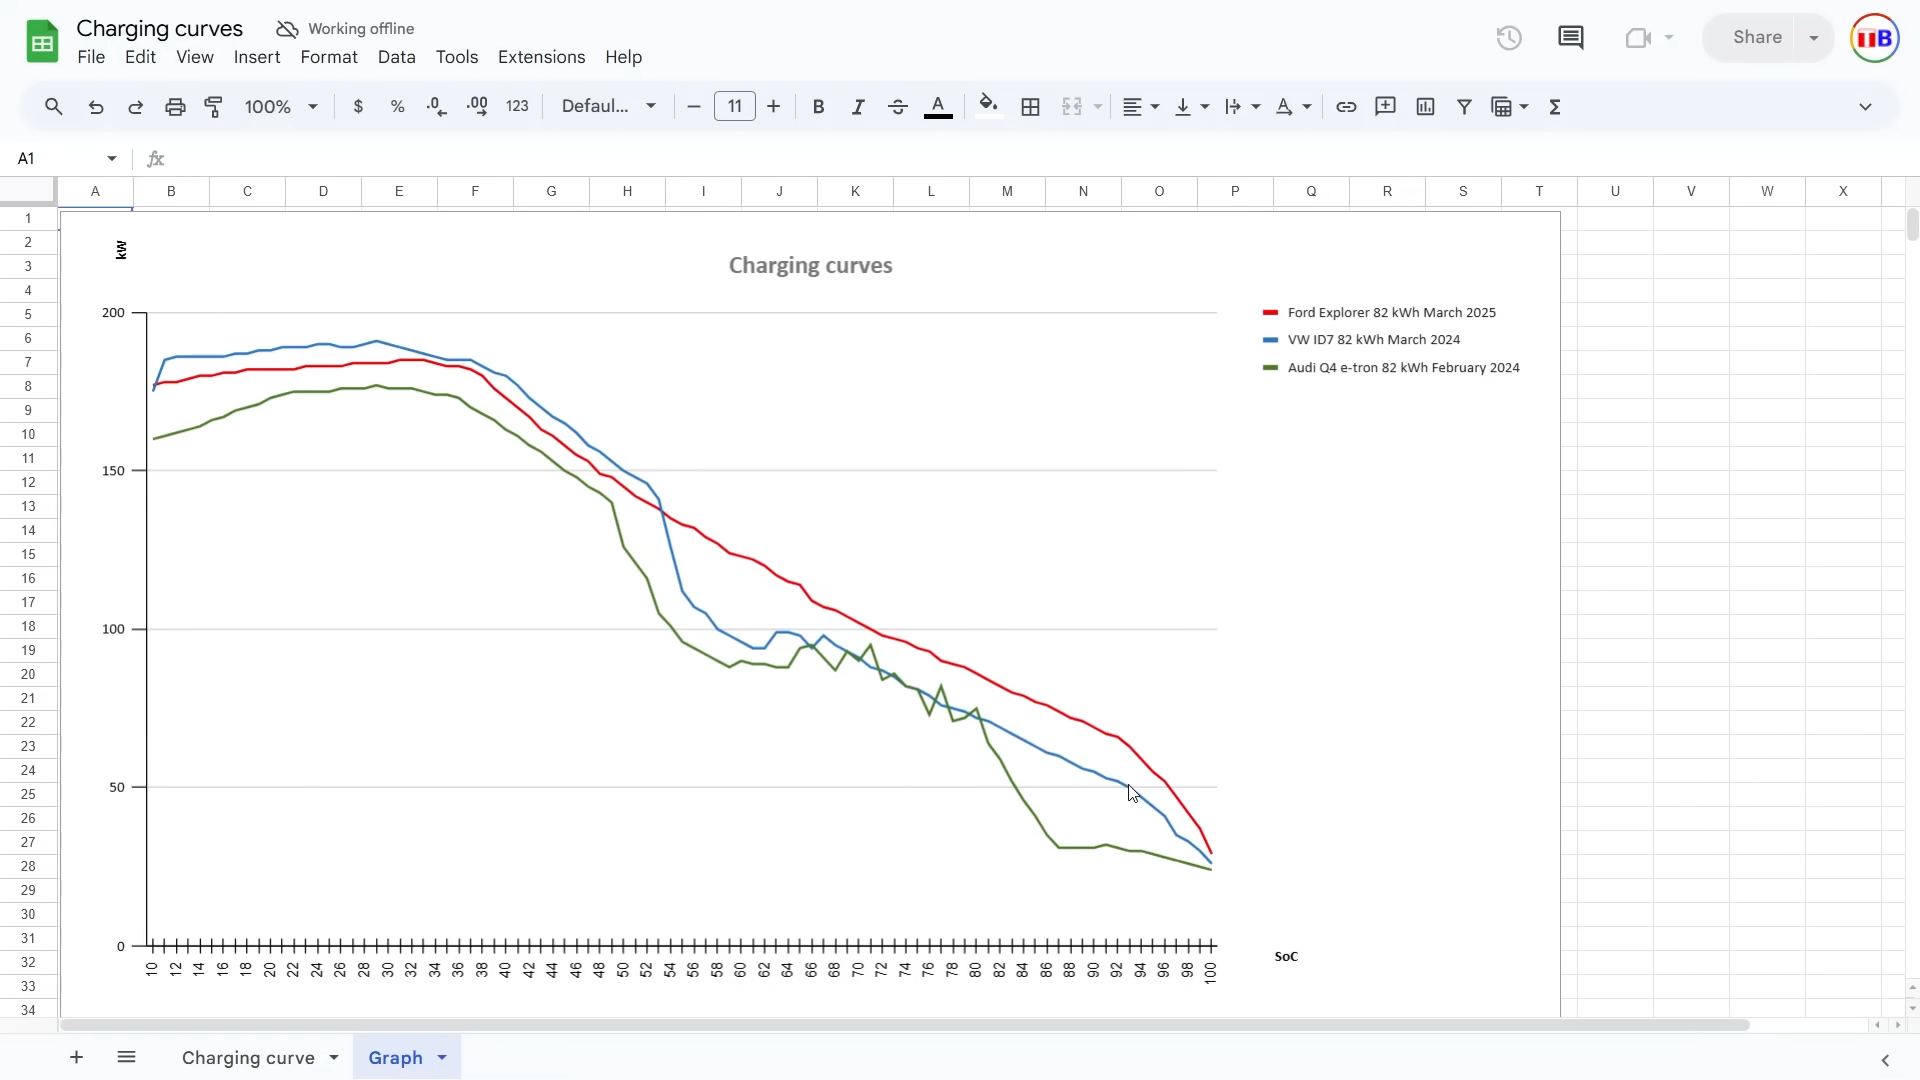 Charging curves Working offline
File Edit View Insert Format Data Tools Extensions Help
Share
TB
100% $ % .0 .00 123 Defaul... 11 B I S A Σ
A1 fx
A B C D E F G H I J K L M N O P Q R S T U V W X
1
2
3
4
5
6
7
8
9
10
11
12
13
14
15
16
17
18
19
20
21
22
23
24
25
26
27
28
29
30
31
32
33
34
kW
Charging curves
Ford Explorer 82 kWh March 2025
VW ID7 82 kWh March 2024
Audi Q4 e-tron 82 kWh February 2024
200
150
100
50
0
10 12 14 16 18 20 22 24 26 28 30 32 34 36 38 40 42 44 46 48 50 52 54 56 58 60 62 64 66 68 70 72 74 76 78 80 82 84 86 88 90 92 94 96 98 100
SoC
Charging curve Graph